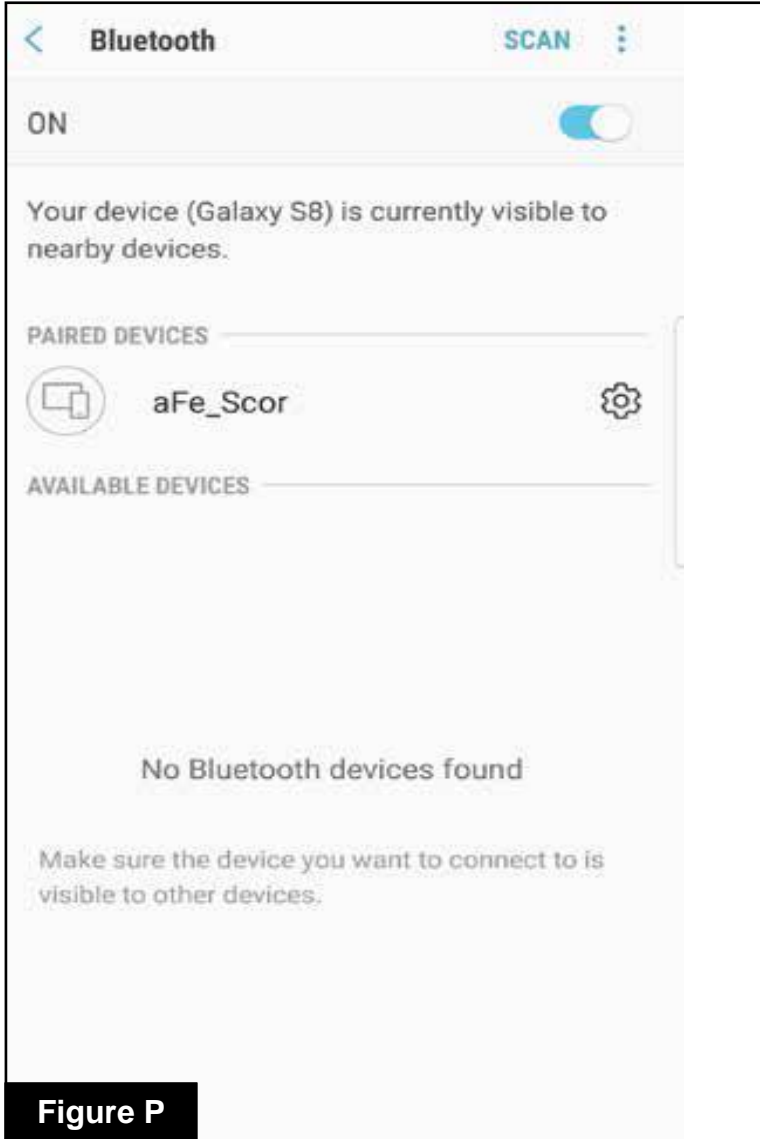 Bluetooth SCAN
ON
Your device (Galaxy S8) is currently visible to
nearby devices.
PAIRED DEVICES
aFe_Scor
AVAILABLE DEVICES
No Bluetooth devices found
Make sure the device you want to connect to is
visible to other devices.
Figure P